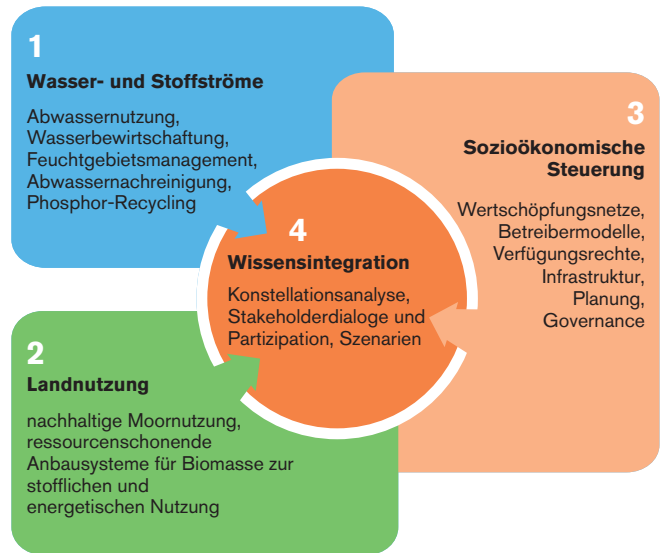 1
Wasser- und Stoffströme
Abwassernutzung,
Wasserbewirtschaftung,
Feuchtgebietsmanagement,
Abwassernachreinigung,
Phosphor-Recycling
2
Landnutzung
nachhaltige Moornutzung,
ressourcenschonende
Anbausysteme für Biomasse zur
stofflichen und
energetischen Nutzung
3
Sozioökonomische
Steuerung
Wertschöpfungsnetze,
Betreibermodelle,
Verfügungsrechte,
Infrastruktur,
Planung,
Governance
4
Wissensintegration
Konstellationsanalyse,
Stakeholderdialoge und
Partizipation, Szenarien